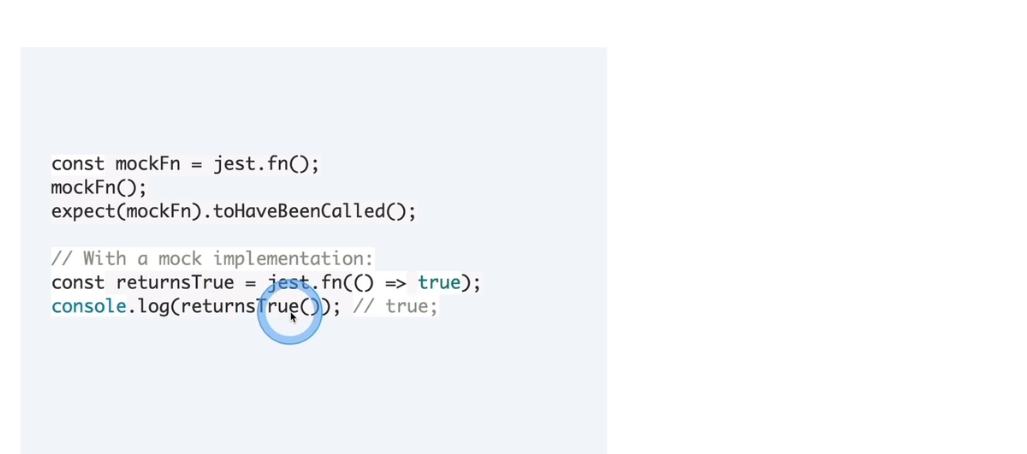 const mockFn = jest.fn();
mockFn();
expect(mockFn).toHaveBeenCalled();
// With a mock implementation:
const returnsTrue = jest.fn(() => true);
console.log(returnsTrue()); // true;